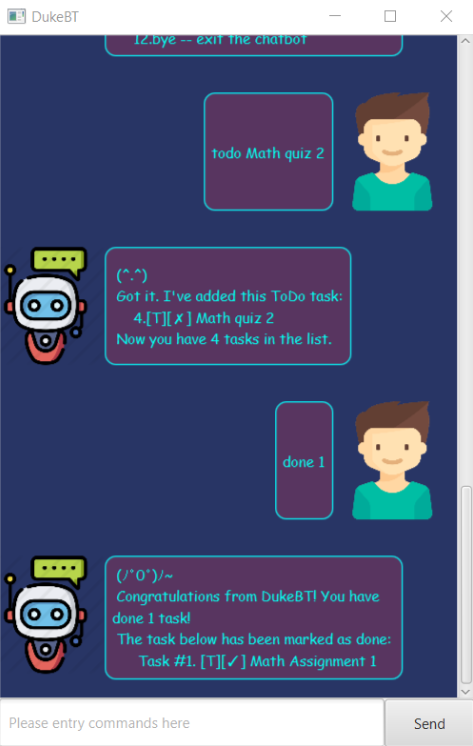 DukeBT
12.bye -- exit the chatbot
todo Math quiz 2
(^.^)
Got it. I've added this ToDo task:
4.[T][✗] Math quiz 2
Now you have 4 tasks in the list.
done 1
(ﾉﾟ0ﾟ)ﾉ~
Congratulations from DukeBT! You have
done 1 task!
The task below has been marked as done:
Task #1. [T][✓] Math Assignment 1
Please entry commands here
Send